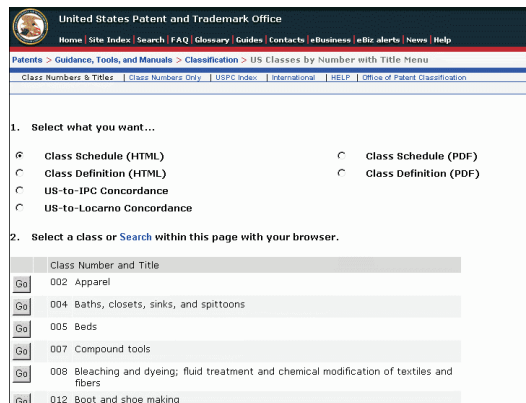 United States Patent and Trademark Office
Home | Site Index | Search | FAQ | Glossary | Guides | Contacts | eBusiness | eBiz alerts | News | Help
Patents > Guidance, Tools, and Manuals > Classification > US Classes by Number with Title Menu
Class Numbers & Titles | Class Numbers Only | USPC Index | International | HELP | Office of Patent Classification
1. Select what you want...
Class Schedule (HTML) Class Schedule (PDF)
Class Definition (HTML) Class Definition (PDF)
US-to-IPC Concordance
US-to-Locarno Concordance
2. Select a class or Search within this page with your browser.
Class Number and Title
Go 002 Apparel
Go 004 Baths, closets, sinks, and spittoons
Go 005 Beds
Go 007 Compound tools
Go 008 Bleaching and dyeing; fluid treatment and chemical modification of textiles and
fibers
Go 012 Boot and shoe making